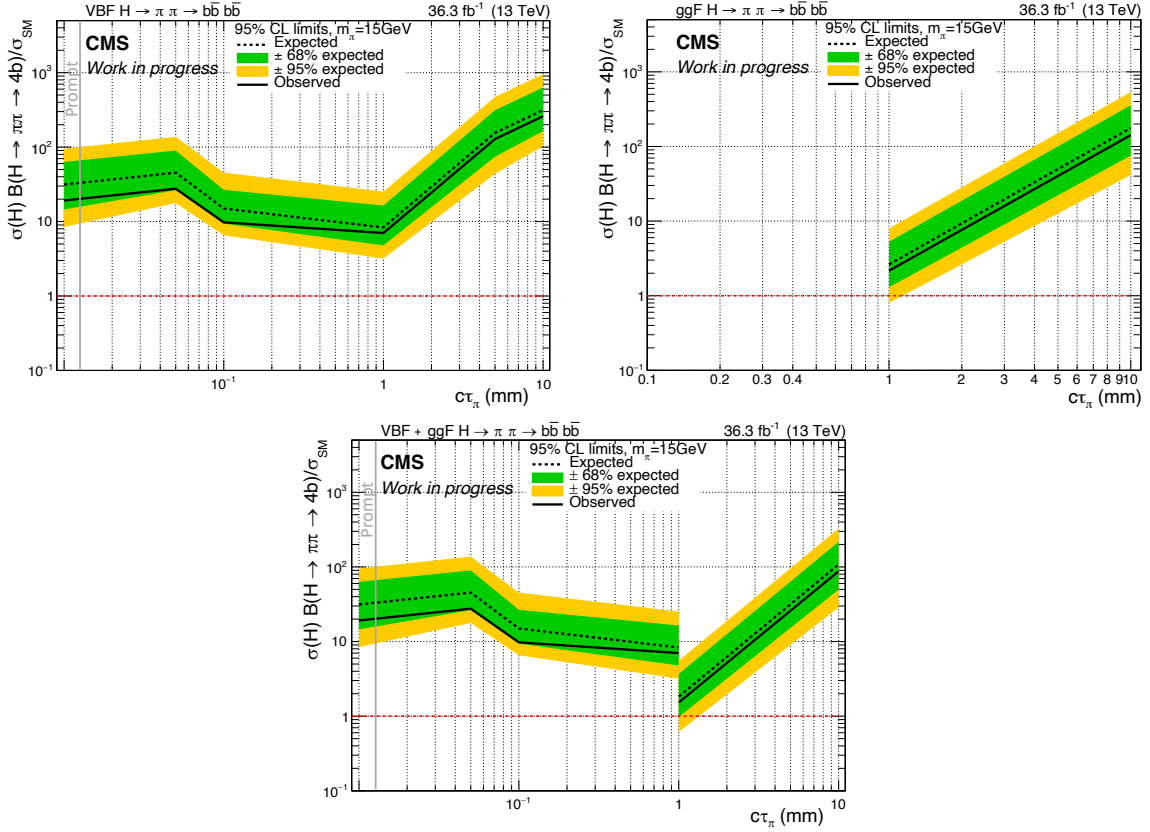 VBF H → π π → bb̅ bb̅ 36.3 fb⁻¹ (13 TeV)
σ(H) B(H → ππ → 4b)/σ_SM
CMS
Work in progress
Prompt
95% CL limits, m_π=15GeV
Expected
± 68% expected
± 95% expected
Observed
10³
10²
10
1
10⁻¹
10⁻¹ 1 10
cτ_π (mm)
ggF H → π π → bb̅ bb̅ 36.3 fb⁻¹ (13 TeV)
σ(H) B(H → ππ → 4b)/σ_SM
CMS
Work in progress
95% CL limits, m_π=15GeV
Expected
± 68% expected
± 95% expected
Observed
10³
10²
10
1
10⁻¹
0.1 0.2 0.3 0.4 1 2 3 4 5 6 7 8 910
cτ_π (mm)
VBF + ggF H → π π → bb̅ bb̅ 36.3 fb⁻¹ (13 TeV)
σ(H) B(H → ππ → 4b)/σ_SM
CMS
Work in progress
Prompt
95% CL limits, m_π=15GeV
Expected
± 68% expected
± 95% expected
Observed
10³
10²
10
1
10⁻¹
10⁻¹ 1 10
cτ_π (mm)